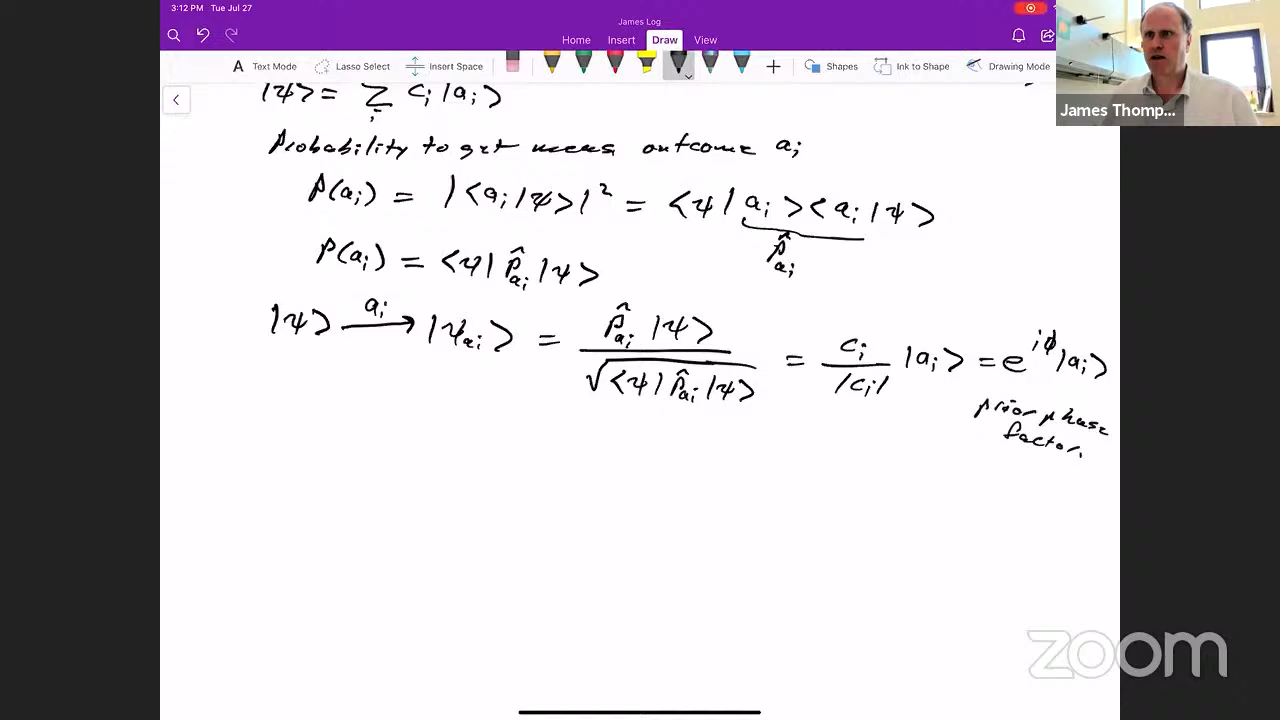 3:12 PM Tue Jul 27
James Log
Home Insert Draw View
Text Mode Lasso Select Insert Space Shapes Ink to Shape Drawing Mode
James Thomp...
|ψ> = Σ_i c_i |a_i>
Probability to get meas outcome a_i
P(a_i) = |<a_i|ψ>|² = <ψ|a_i><a_i|ψ>
P̂_{a_i}
P(a_i) = <ψ| P̂_{a_i} |ψ>
|ψ> →^{a_i} |ψ_{a_i}> = P̂_{a_i} |ψ> / √<ψ| P̂_{a_i} |ψ> = c_i / |c_i| |a_i> = e^{iφ} |a_i>
prior phase
factor.
zoom